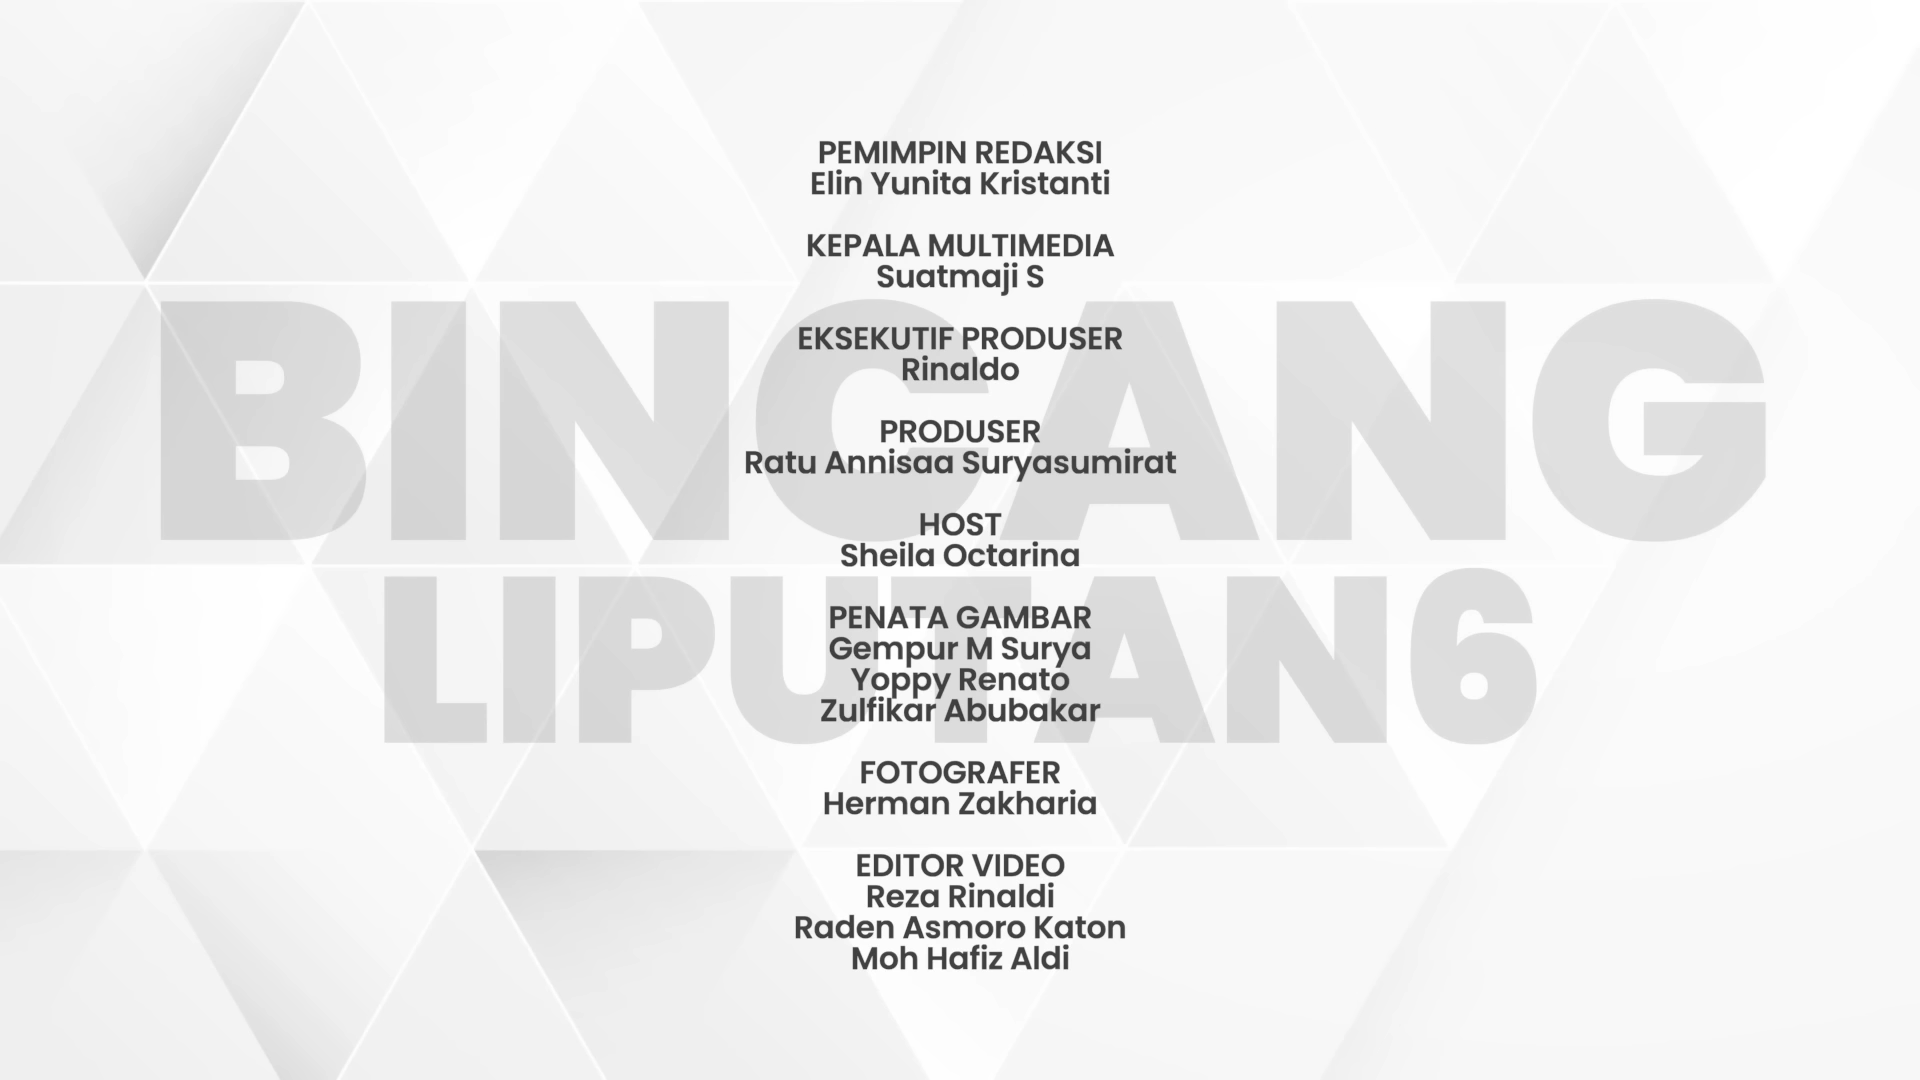 PEMIMPIN REDAKSI
Elin Yunita Kristanti
KEPALA MULTIMEDIA
Suatmaji S
EKSEKUTIF PRODUSER
Rinaldo
PRODUSER
Ratu Annisaa Suryasumirat
HOST
Sheila Octarina
PENATA GAMBAR
Gempur M Surya
Yoppy Renato
Zulfikar Abubakar
FOTOGRAFER
Herman Zakharia
EDITOR VIDEO
Reza Rinaldi
Raden Asmoro Katon
Moh Hafiz Aldi
BINCANG
LIPUTAN6